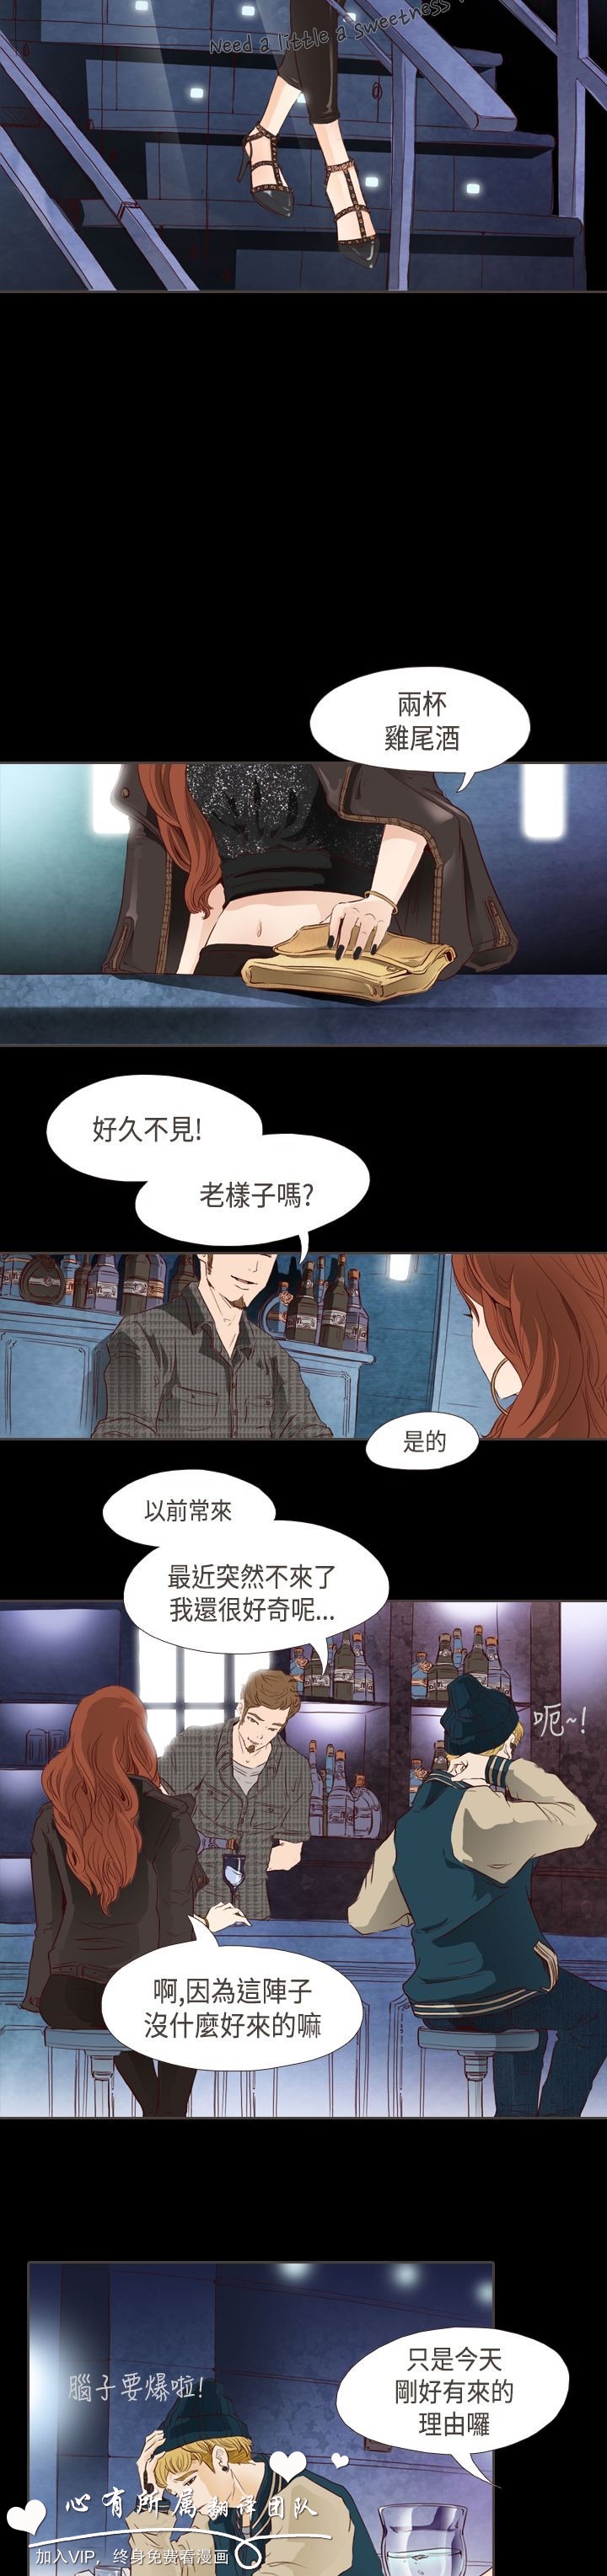 Need a little a sweetness
兩杯
雞尾酒
好久不見!
老樣子嗎?
是的
以前常來
最近突然不來了
我還很好奇呢...
呃~!
啊,因為這陣子
沒什麼好來的嘛
只是今天
剛好有來的
理由囉
腦子要爆啦!
心有所属翻译团队
加入VIP，终身免费看漫画